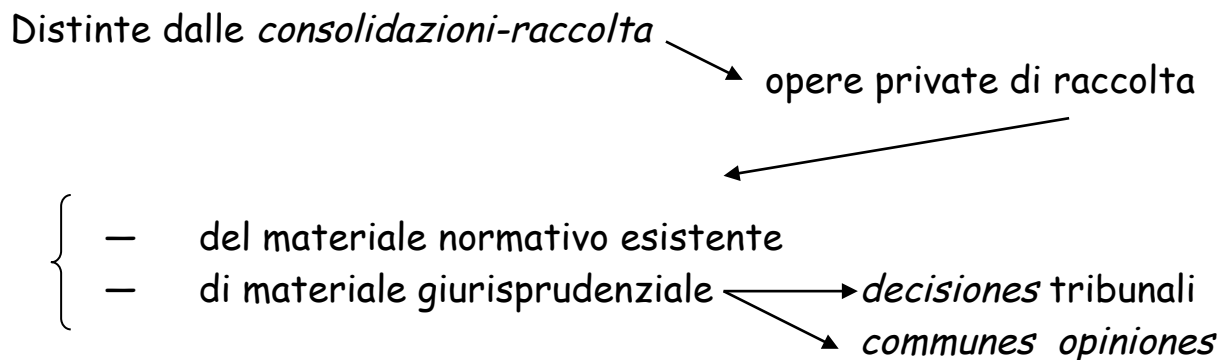 Distinte dalle consolidazioni-raccolta
opere private di raccolta
— del materiale normativo esistente
— di materiale giurisprudenziale decisiones tribunali
communes opiniones